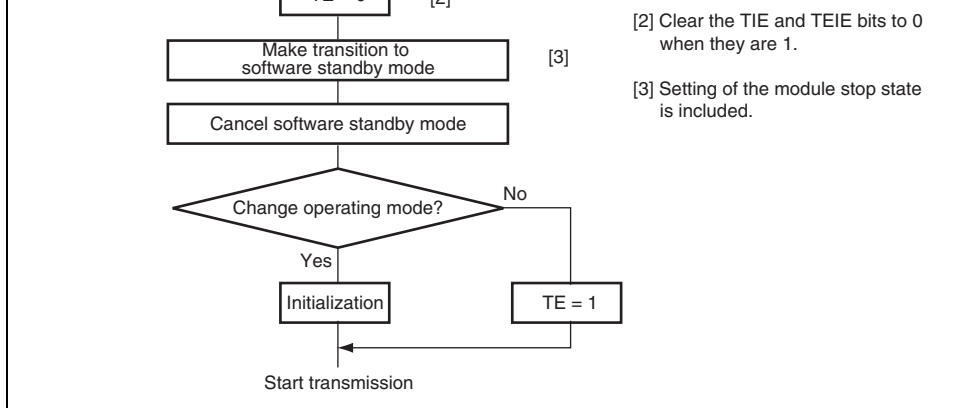 [2]
[2] Clear the TIE and TEIE bits to 0
when they are 1.
Make transition to
software standby mode
[3]
[3] Setting of the module stop state
is included.
Cancel software standby mode
Change operating mode?
No
Yes
Initialization
TE = 1
Start transmission